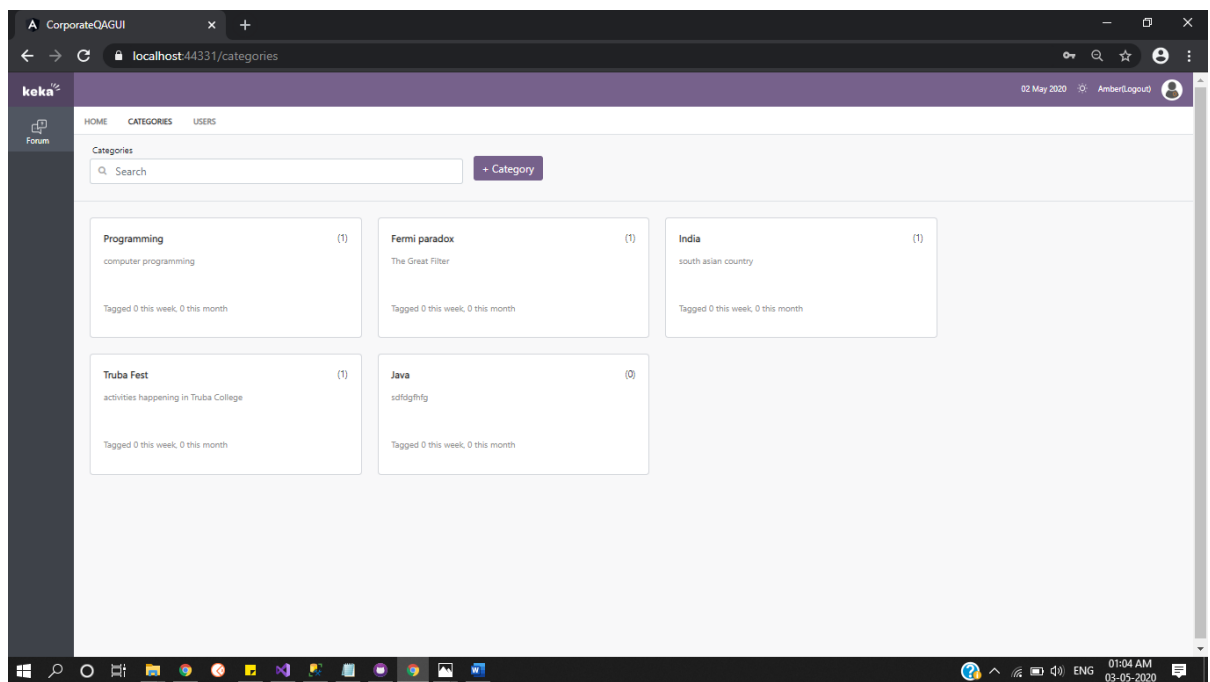 CorporateQAGUI
localhost:44331/categories
keka
02 May 2020 Amber(Logout)
Forum
HOME CATEGORIES USERS
Categories
Search
+ Category
Programming (1)
computer programming
Tagged 0 this week, 0 this month
Fermi paradox (1)
The Great Filter
Tagged 0 this week, 0 this month
India (1)
south asian country
Tagged 0 this week, 0 this month
Truba Fest (1)
activities happening in Truba College
Tagged 0 this week, 0 this month
Java (0)
sdfdgfhfg
Tagged 0 this week, 0 this month
ENG
01:04 AM
03-05-2020